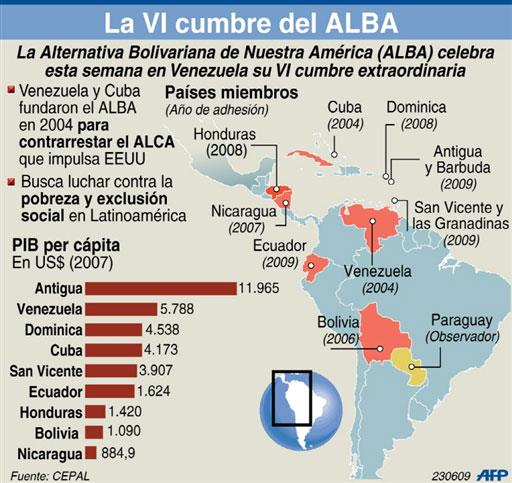 La VI cumbre del ALBA
La Alternativa Bolivariana de Nuestra América (ALBA) celebra
esta semana en Venezuela su VI cumbre extraordinaria
Venezuela y Cuba
fundaron el ALBA
en 2004 para
contrarrestar el ALCA
que impulsa EEUU
Busca luchar contra la
pobreza y exclusión
social en Latinoamérica
Países miembros
(Año de adhesión)
Honduras
(2008)
Cuba
(2004)
Dominica
(2008)
Antigua
y Barbuda
(2009)
Nicaragua
(2007)
San Vicente y
las Granadinas
(2009)
Ecuador
(2009)
Venezuela
(2004)
Bolivia
(2006)
Paraguay
(Observador)
PIB per cápita
En US$ (2007)
Antigua 11.965
Venezuela 5.788
Dominica 4.538
Cuba 4.173
San Vicente 3.907
Ecuador 1.624
Honduras 1.420
Bolivia 1.090
Nicaragua 884,9
Fuente: CEPAL
230609 AFP